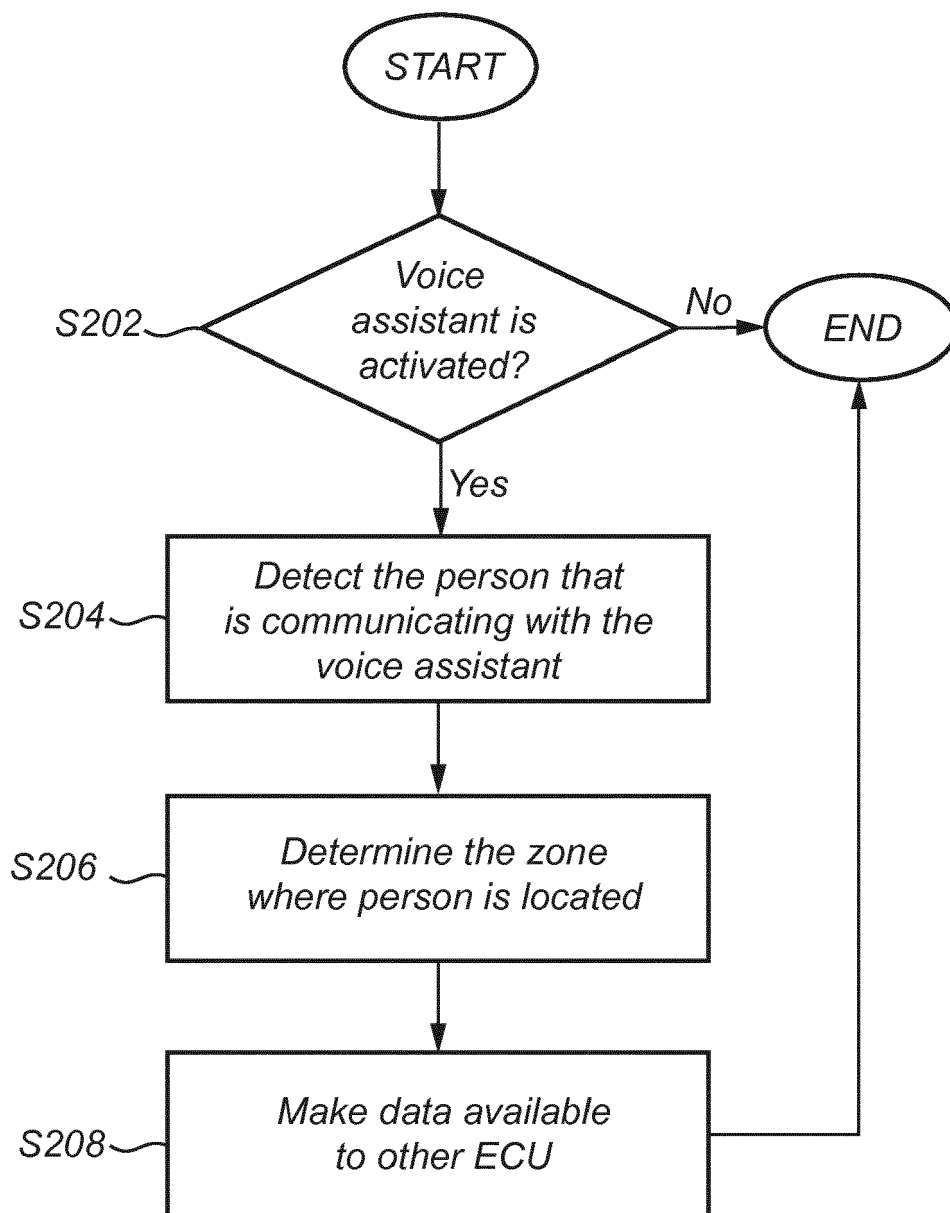 START
Voice
assistant is
activated?
S202
No
END
Yes
Detect the person that
is communicating with the
voice assistant
S204
Determine the zone
where person is located
S206
Make data available
to other ECU
S208